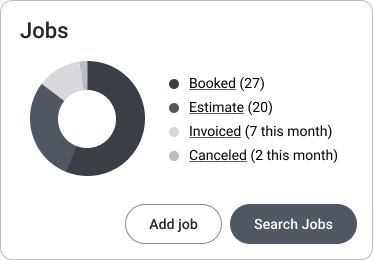 Jobs
Booked (27)
Estimate (20)
Invoiced (7 this month)
Canceled (2 this month)
Add job
Search Jobs